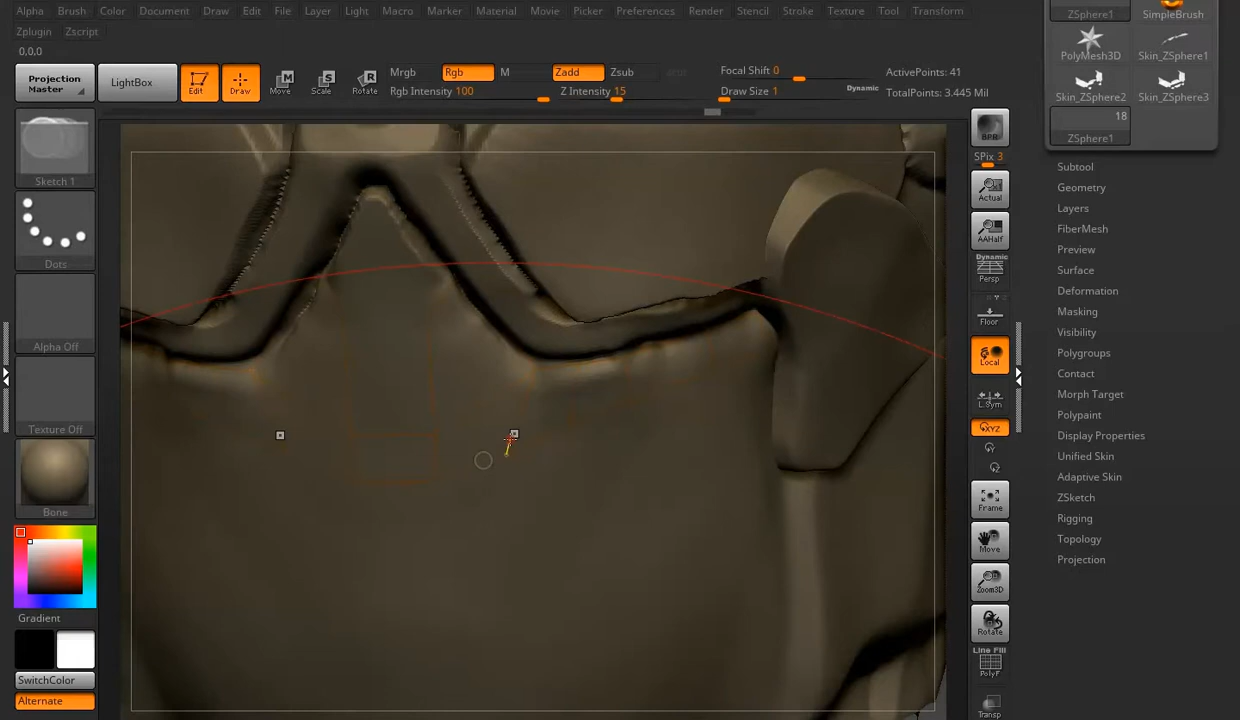 Alpha Brush Color Document Draw Edit File Layer Light Macro Marker Material Movie Picker Preferences Render Stencil Stroke Texture Tool Transform
Zplugin Zscript
0,0,0
Projection Master
LightBox
Edit
Draw
Move
Scale
Rotate
Mrgb Rgb M Zadd Zsub
Rgb Intensity 100
Z Intensity 15
Focal Shift 0
Draw Size 1
Dynamic
ActivePoints: 41
TotalPoints: 3.445 Mil
ZSphere1
SimpleBrush
PolyMesh3D
Skin_ZSphere1
Skin_ZSphere2
Skin_ZSphere3
18
ZSphere1
Sketch 1
Dots
Alpha Off
Texture Off
Bone
Gradient
SwitchColor
Alternate
BPR
SPix 3
Actual
AAHalf
Dynamic
Persp
Floor
Local
L.Sym
XYZ
Y
Z
Frame
Move
Zoom3D
Rotate
Line Fill
PolyF
Transp
Subtool
Geometry
Layers
FiberMesh
Preview
Surface
Deformation
Masking
Visibility
Polygroups
Contact
Morph Target
Polypaint
Display Properties
Unified Skin
Adaptive Skin
ZSketch
Rigging
Topology
Projection